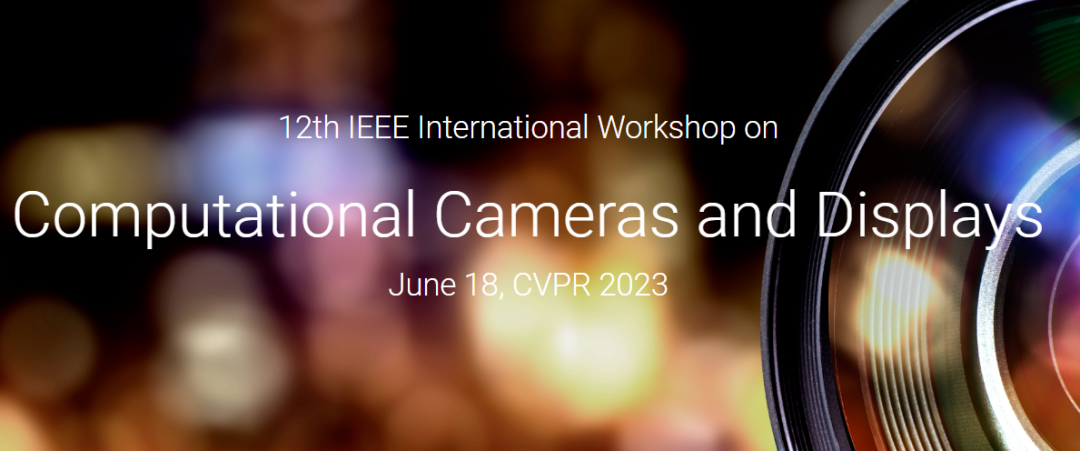 12th IEEE International Workshop on
Computational Cameras and Displays
June 18, CVPR 2023